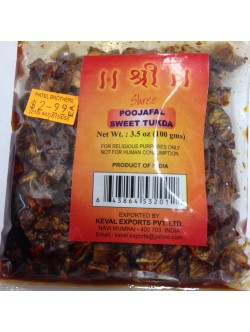 ।। श्री ।।
Shree
POOJAFAL
SWEET TUKDA
Net Wt. : 3.5 oz (100 gms)
FOR RELIGIOUS PURPOSES ONLY
NOT FOR HUMAN CONSUMPTION
PRODUCT OF INDIA
EXPORTED BY
KEVAL EXPORTS PVT. LTD.
NAVI MUMBAI - 400 703. INDIA
PATEL BROTHERS
$2-99